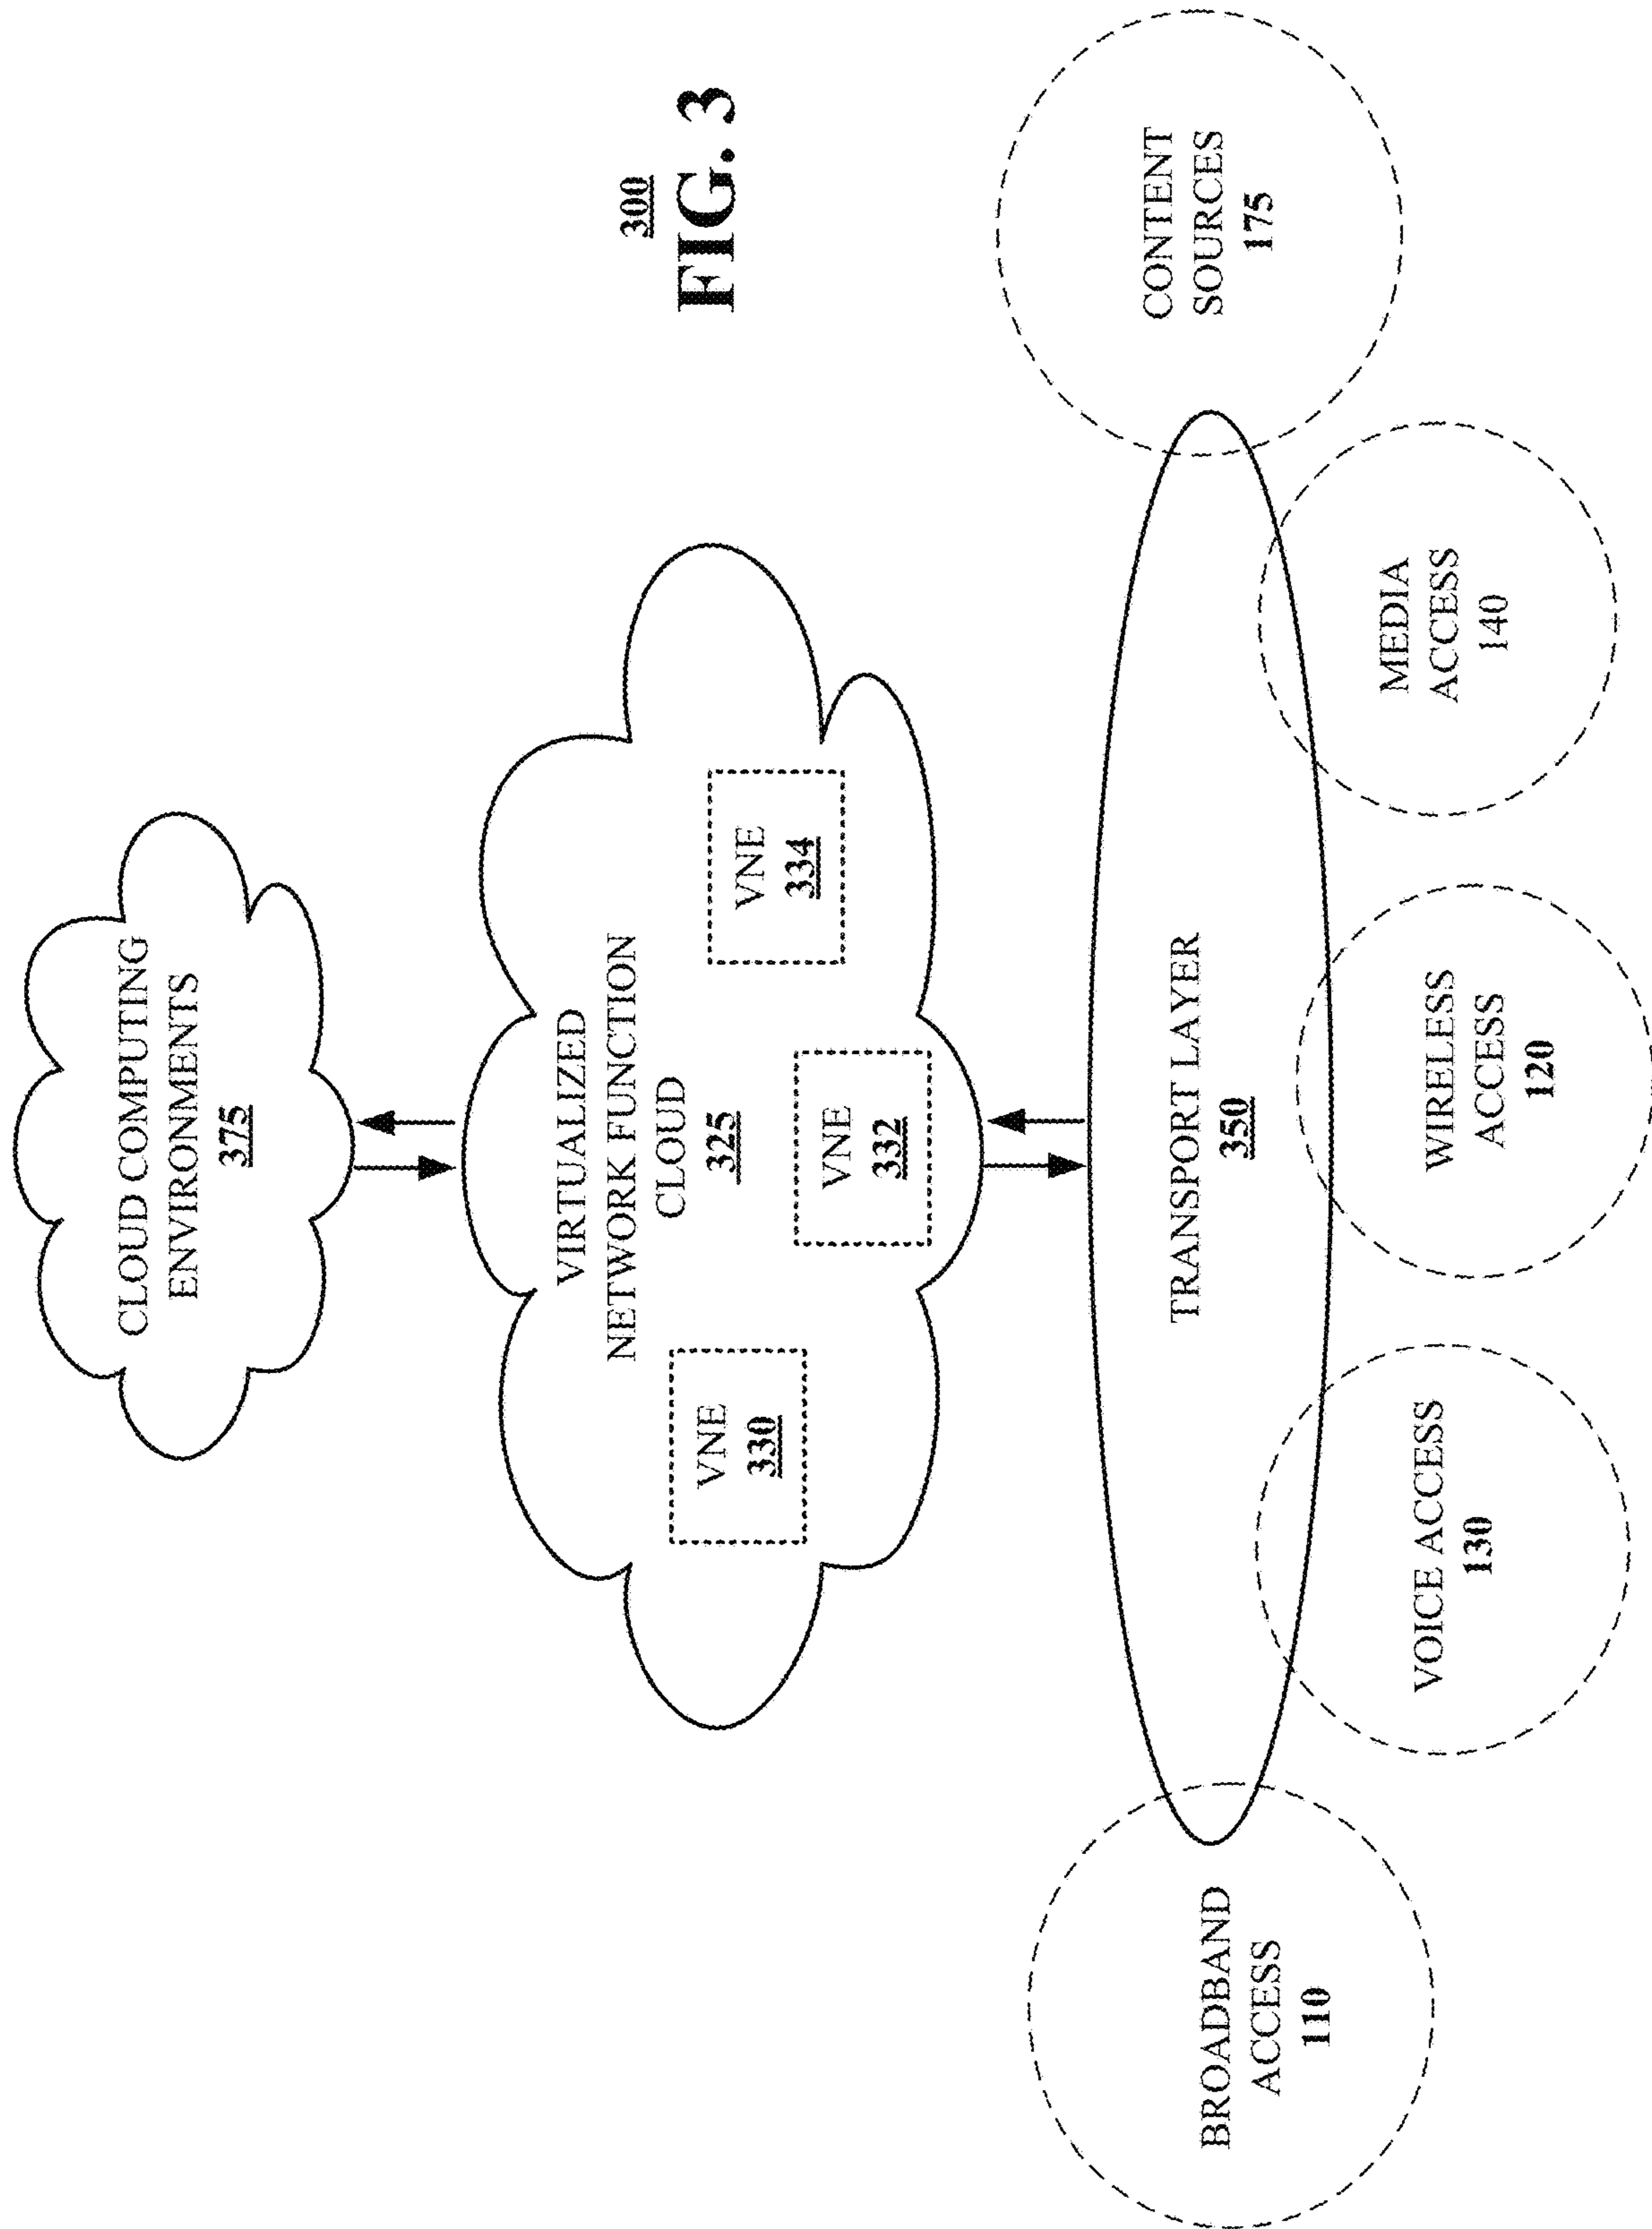 CLOUD COMPUTING
ENVIRONMENTS
375
VIRTUALIZED
NETWORK FUNCTION
CLOUD
325
VNE
330
VNE
332
VNE
334
300
FIG. 3
TRANSPORT LAYER
350
BROADBAND
ACCESS
110
VOICE ACCESS
130
WIRELESS
ACCESS
120
MEDIA
ACCESS
140
CONTENT
SOURCES
175